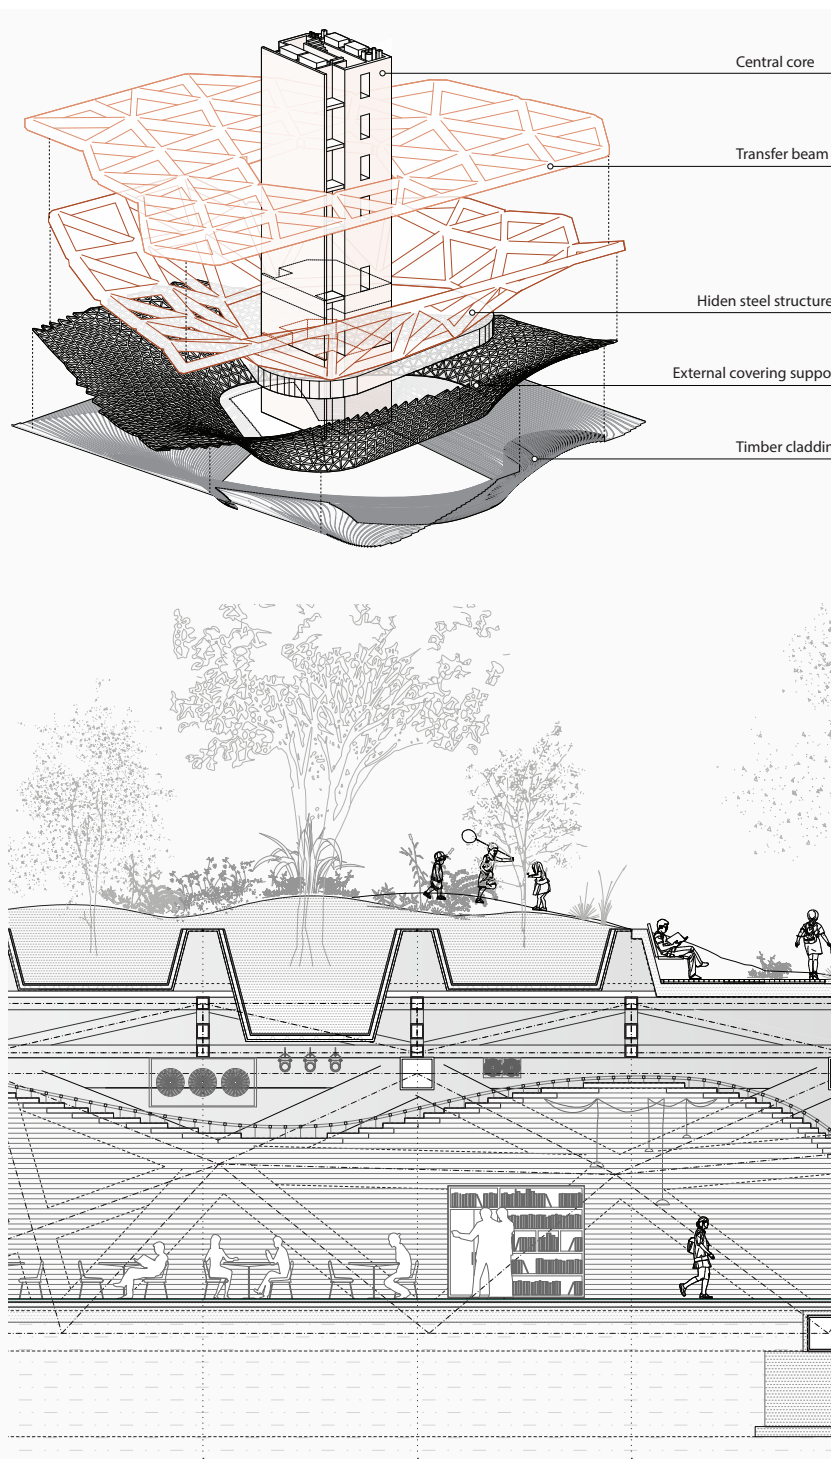 Central core
Transfer beam
Hiden steel structure
External covering suppo
Timber claddin